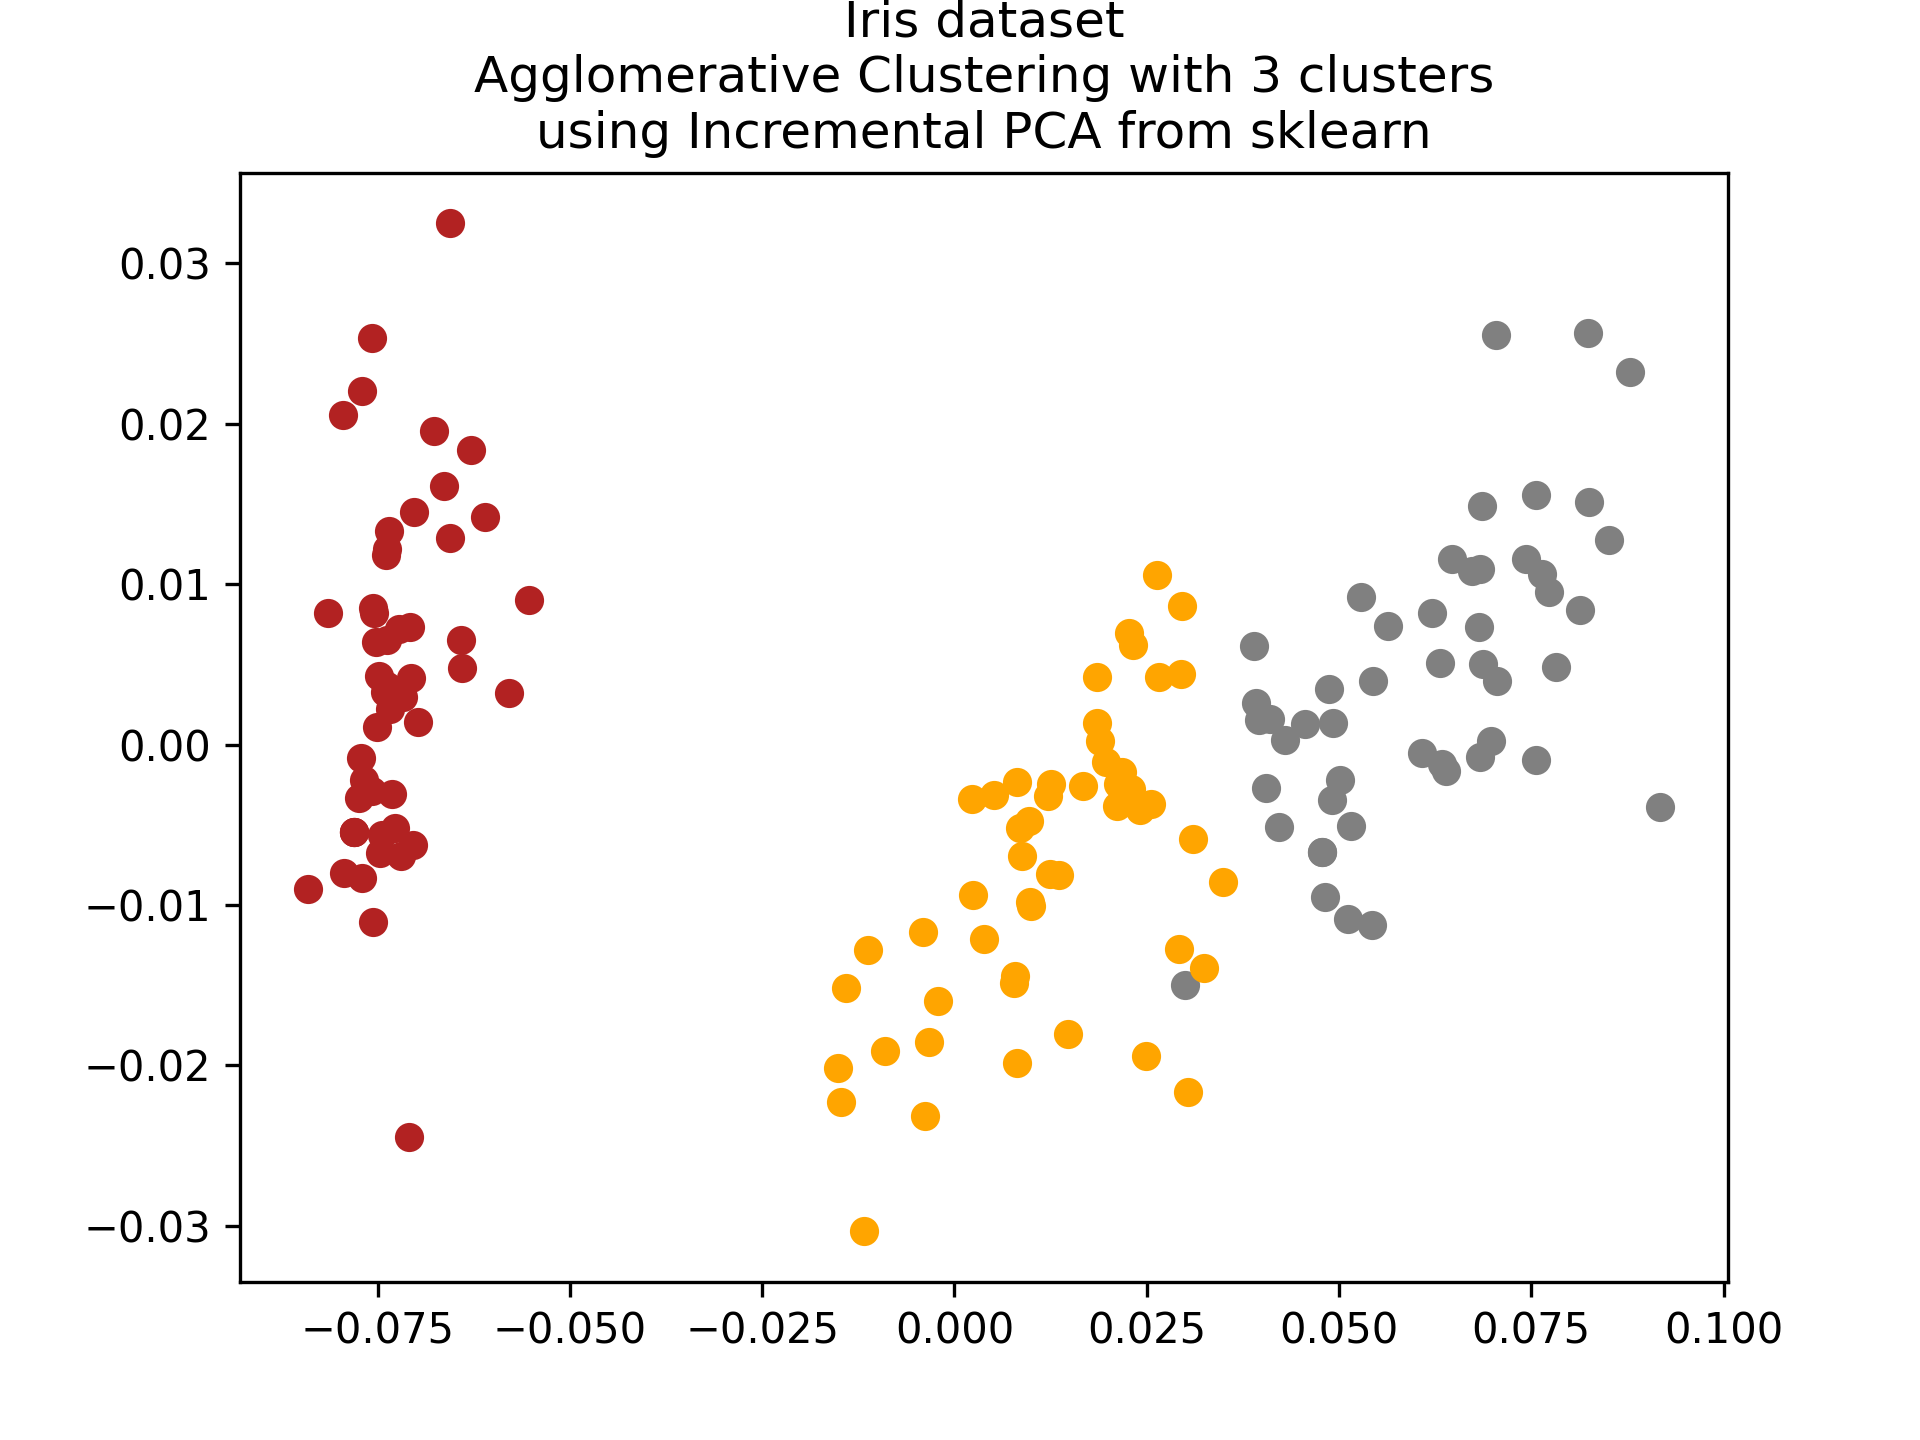 Iris dataset
Agglomerative Clustering with 3 clusters
using Incremental PCA from sklearn
0.03
0.02
0.01
0.00
−0.01
−0.02
−0.03
−0.075 −0.050 −0.025 0.000 0.025 0.050 0.075 0.100